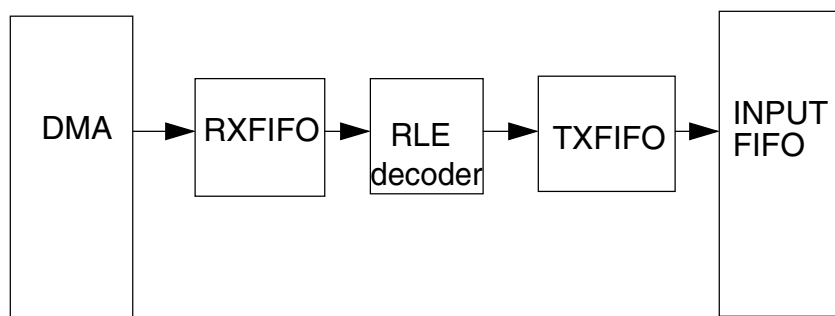 DMA
RXFIFO
RLE
decoder
TXFIFO
INPUT
FIFO